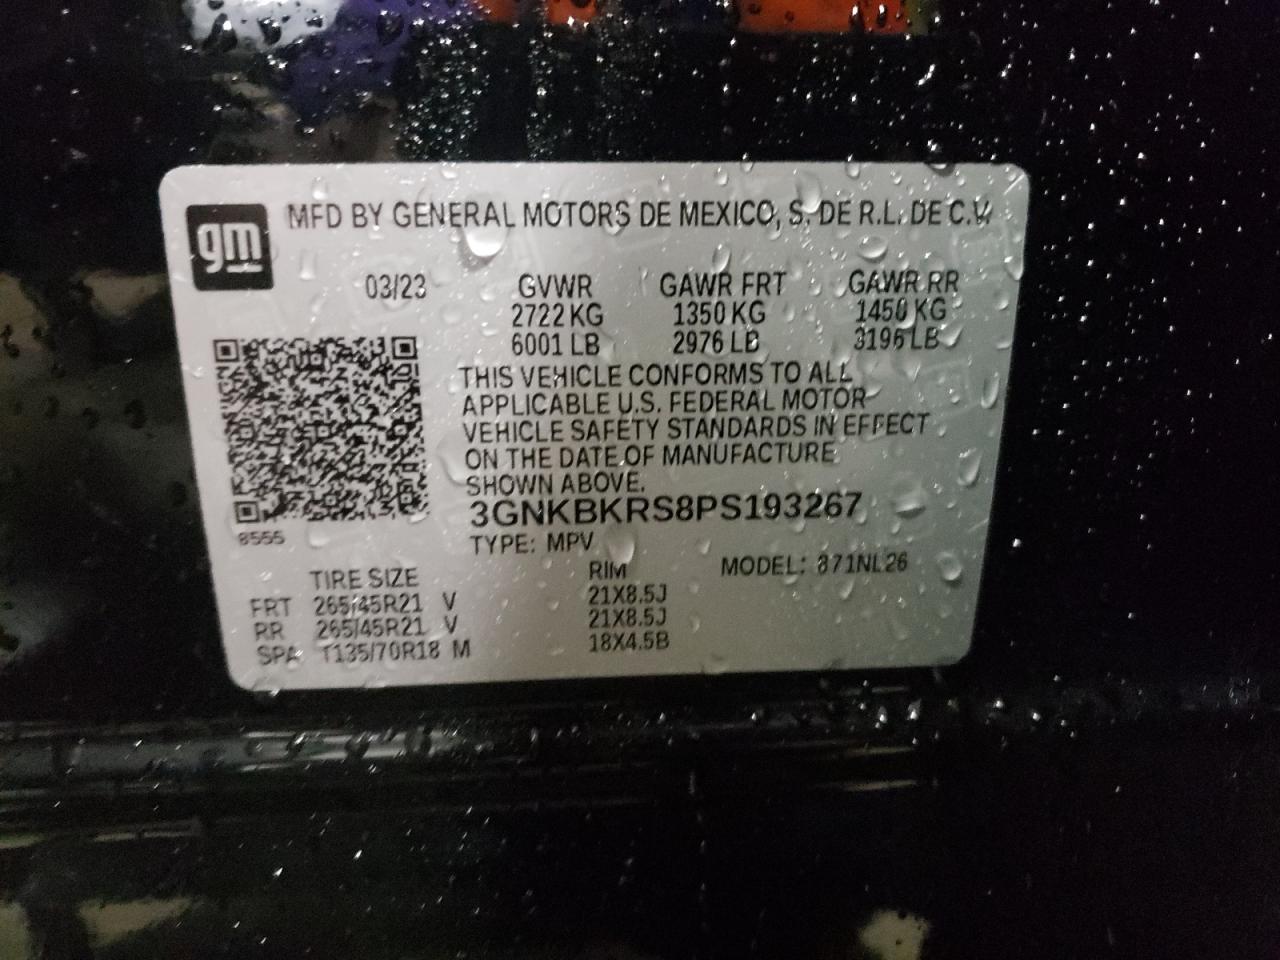 gm
MFD BY GENERAL MOTORS DE MEXICO, S. DE R.L. DE C.V.
03/23 GVWR GAWR FRT GAWR RR
2722 KG 1350 KG 1450 KG
6001 LB 2976 LB 3196 LB
THIS VEHICLE CONFORMS TO ALL
APPLICABLE U.S. FEDERAL MOTOR
VEHICLE SAFETY STANDARDS IN EFFECT
ON THE DATE OF MANUFACTURE
SHOWN ABOVE.
3GNKBKRS8PS193267
8555
TYPE: MPV
TIRE SIZE RIM MODEL: 871NL26
FRT 265/45R21 V 21X8.5J
RR 265/45R21 V 21X8.5J
SPA T135/70R18 M 18X4.5B